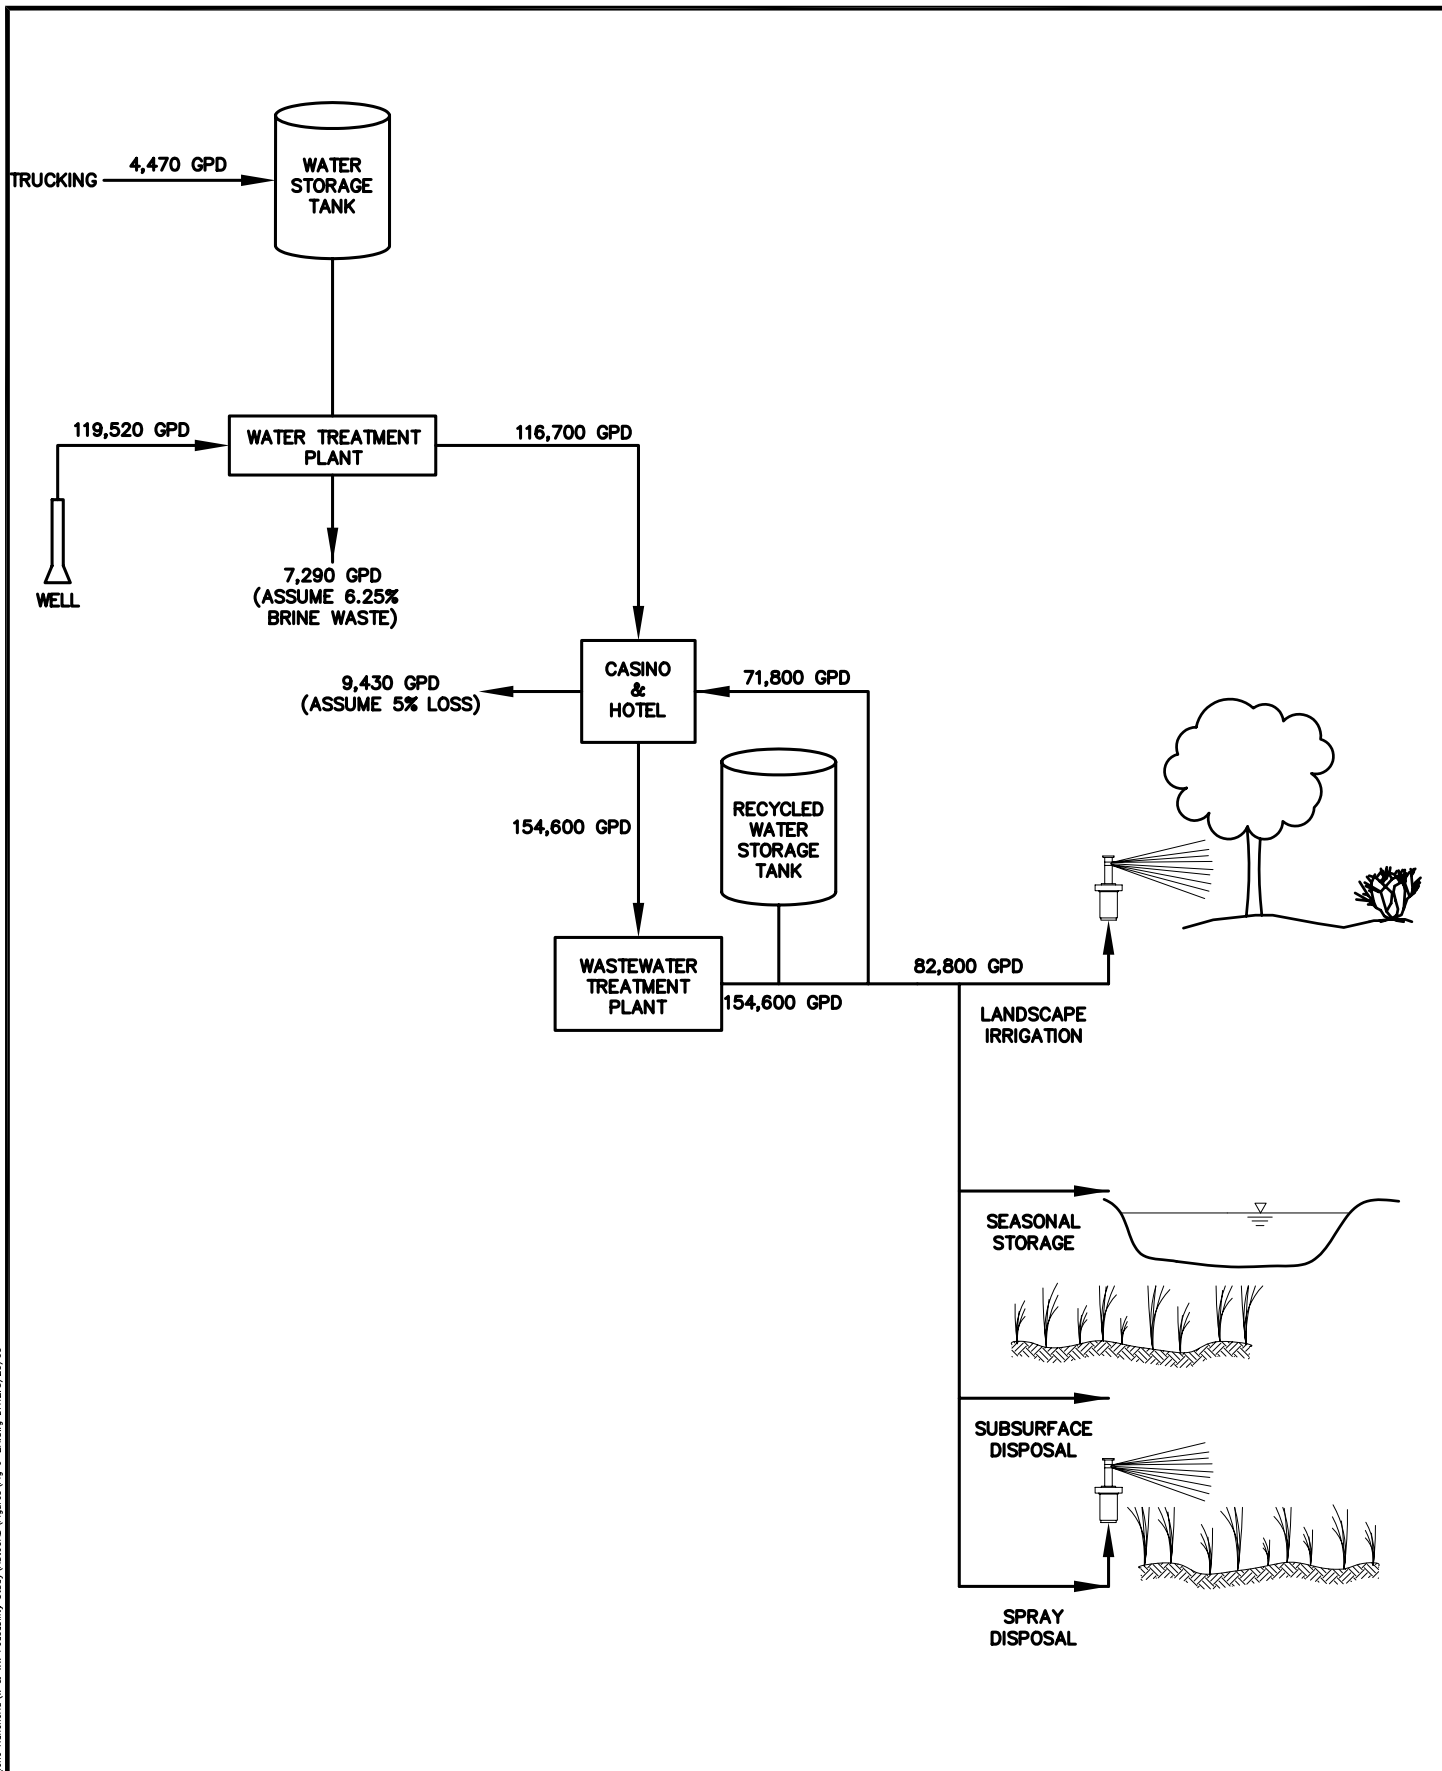 4,470 GPD
TRUCKING
WATER
STORAGE
TANK
119,520 GPD
WATER TREATMENT
PLANT
116,700 GPD
7,290 GPD
(ASSUME 6.25%
BRINE WASTE)
WELL
CASINO
&
HOTEL
9,430 GPD
(ASSUME 5% LOSS)
71,800 GPD
154,600 GPD
RECYCLED
WATER
STORAGE
TANK
WASTEWATER
TREATMENT
PLANT
154,600 GPD
82,800 GPD
LANDSCAPE
IRRIGATION
SEASONAL
STORAGE
SUBSURFACE
DISPOSAL
SPRAY
DISPOSAL